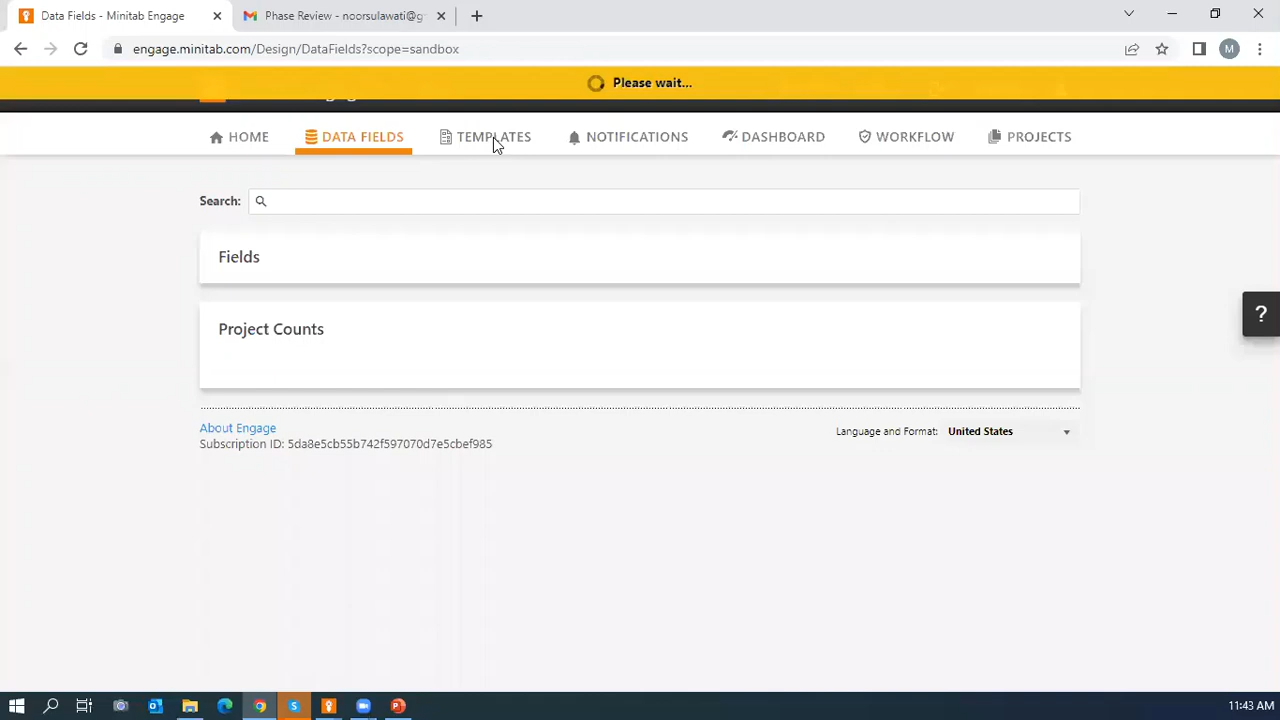 Data Fields - Minitab Engage
Phase Review - noorsulawati@g
engage.minitab.com/Design/DataFields?scope=sandbox
M
Please wait...
HOME
DATA FIELDS
TEMPLATES
NOTIFICATIONS
DASHBOARD
WORKFLOW
PROJECTS
Search:
Fields
?
Project Counts
About Engage
Subscription ID: 5da8e5cb55b742f597070d7e5cbef985
Language and Format: United States
11:43 AM